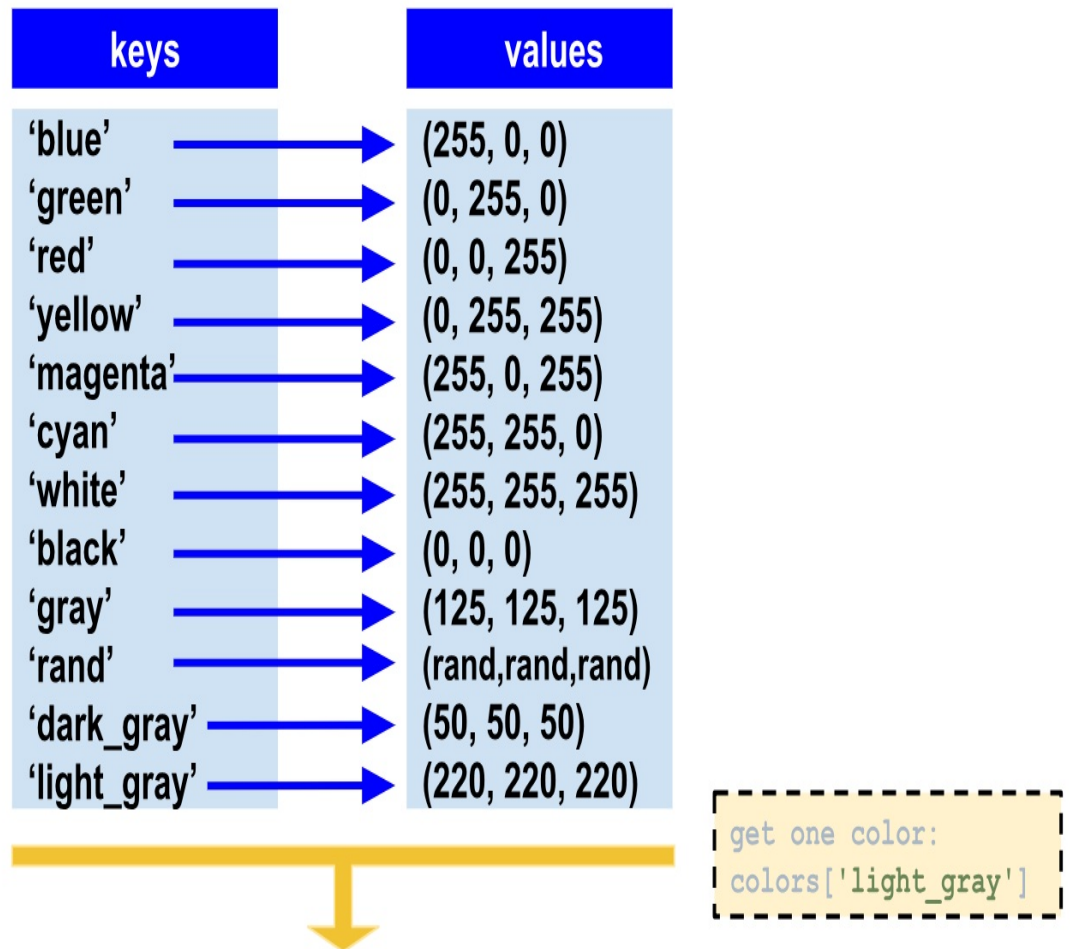 keys values
‘blue’ (255, 0, 0)
‘green’ (0, 255, 0)
‘red’ (0, 0, 255)
‘yellow’ (0, 255, 255)
‘magenta’ (255, 0, 255)
‘cyan’ (255, 255, 0)
‘white’ (255, 255, 255)
‘black’ (0, 0, 0)
‘gray’ (125, 125, 125)
‘rand’ (rand,rand,rand)
‘dark_gray’ (50, 50, 50)
‘light_gray’ (220, 220, 220)
get one color:
colors['light_gray']